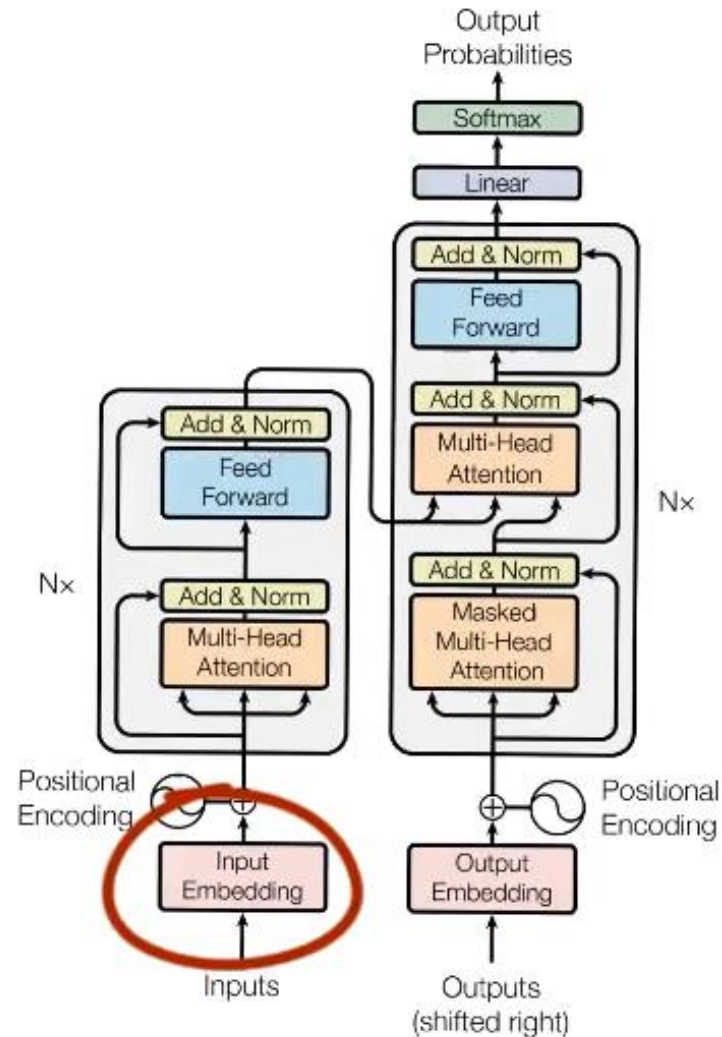 Output
Probabilities
Softmax
Linear
Add & Norm
Feed
Forward
Add & Norm
Multi-Head
Attention
Add & Norm
Masked
Multi-Head
Attention
Nx
Positional
Encoding
Output
Embedding
Outputs
(shifted right)
Add & Norm
Feed
Forward
Add & Norm
Multi-Head
Attention
Nx
Positional
Encoding
Input
Embedding
Inputs